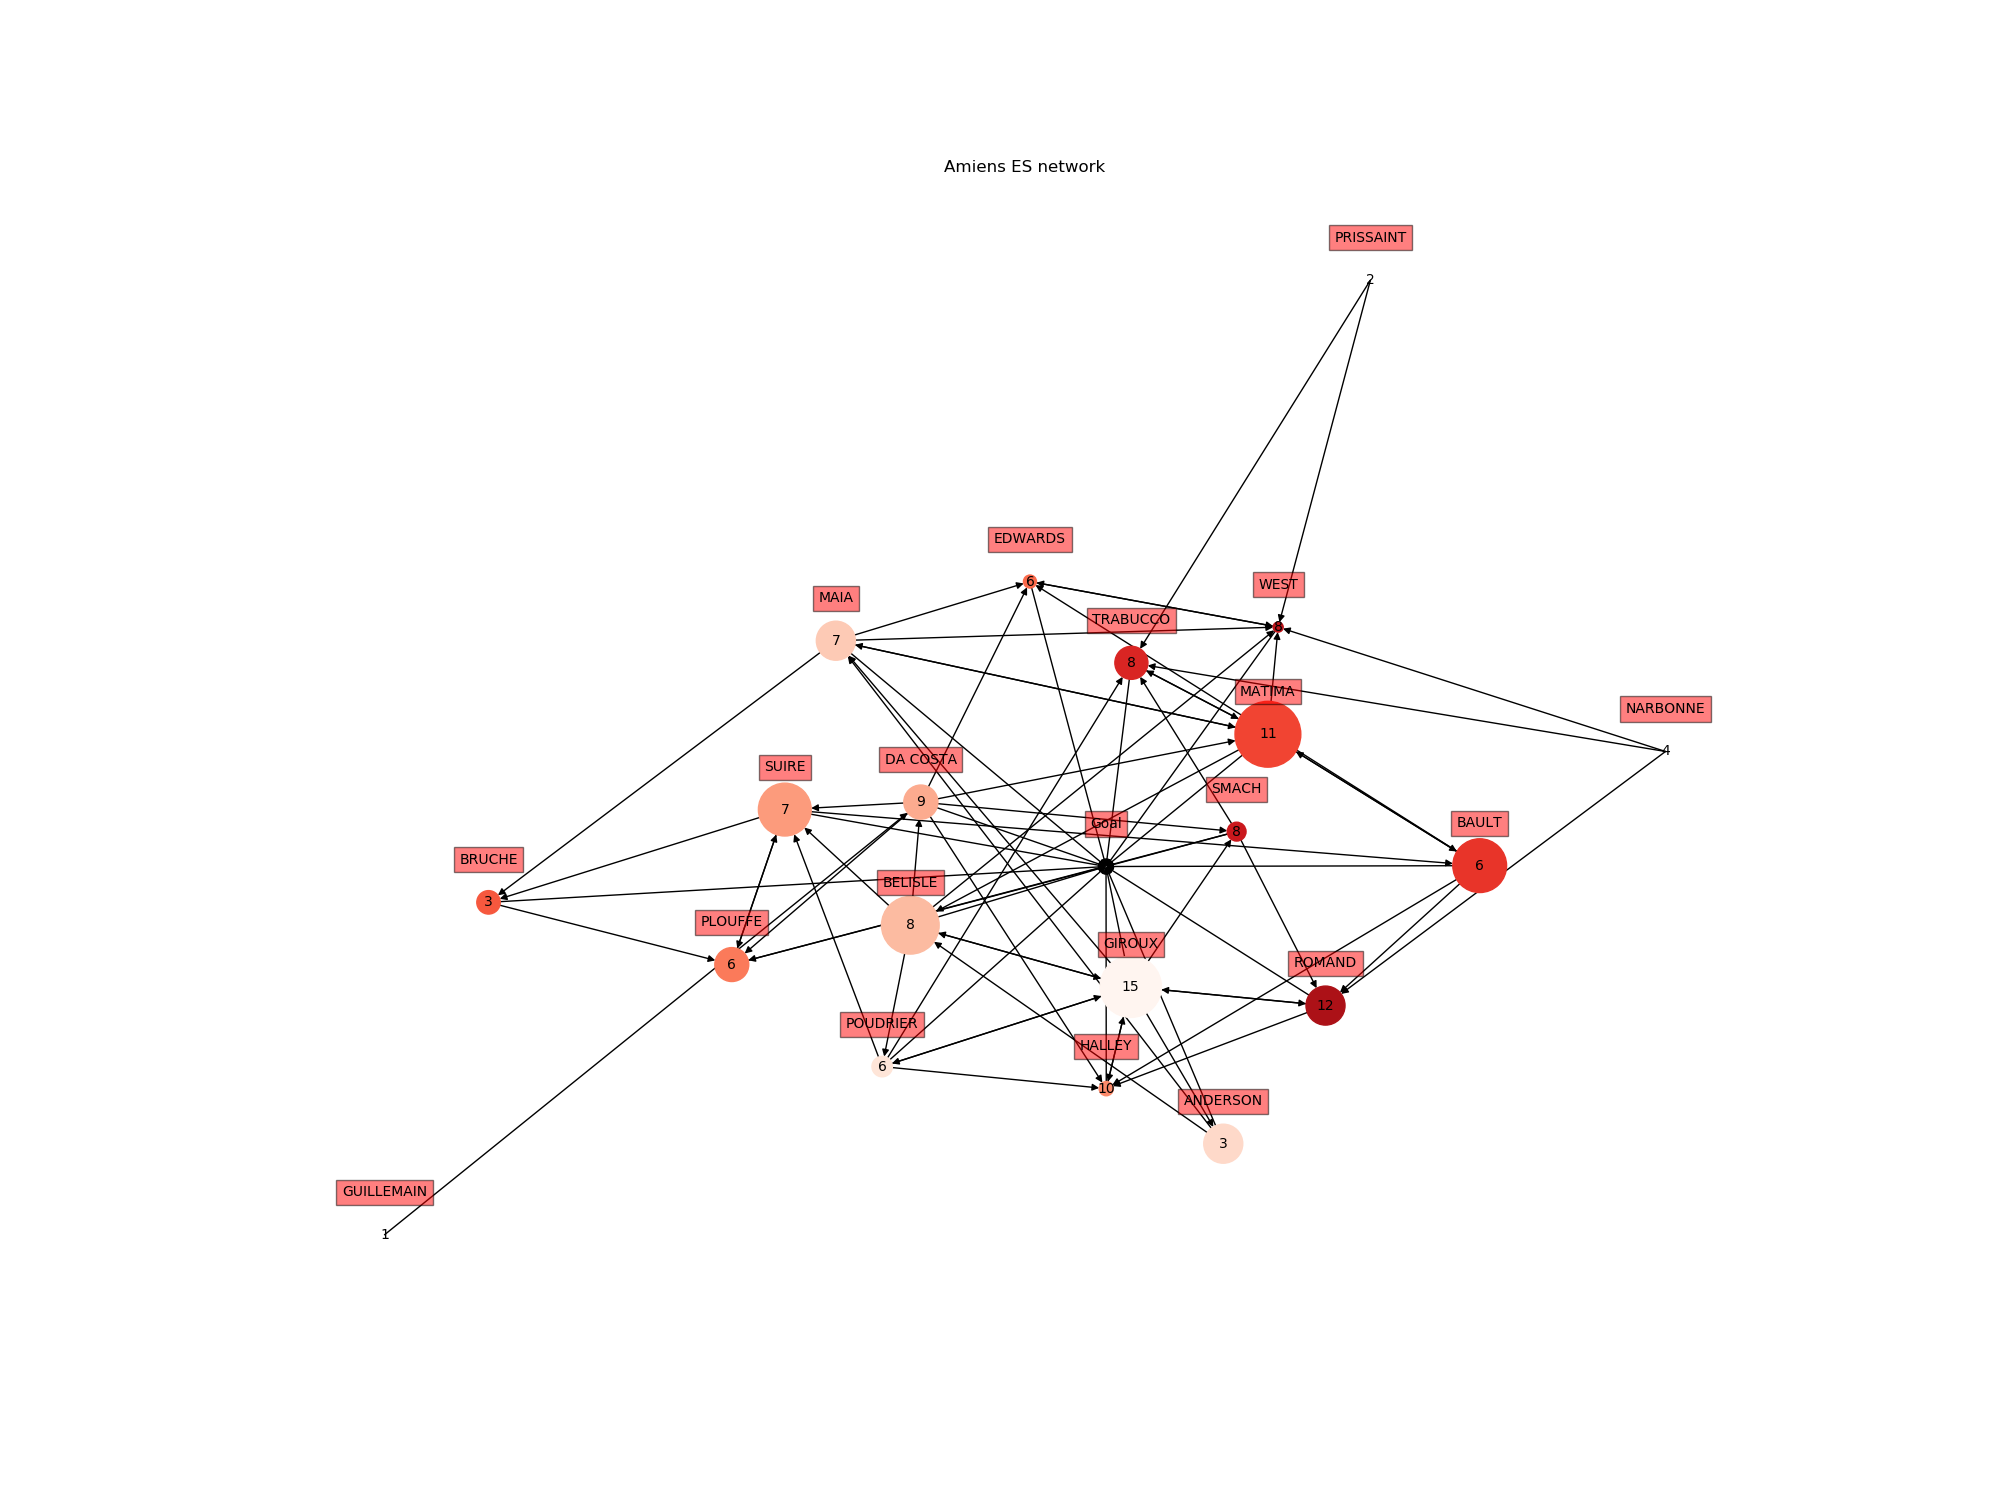 Amiens ES network
PRISSAINT
2
EDWARDS
6
WEST
8
MAIA
7
TRABUCCO
8
MATIMA
11
NARBONNE
4
SUIRE
7
DA COSTA
9
SMACH
8
Goal
BAULT
6
BRUCHE
3
BELISLE
8
PLOUFFE
6
GIROUX
15
ROMAND
12
POUDRIER
6
HALLEY
10
ANDERSON
3
GUILLEMAIN
1